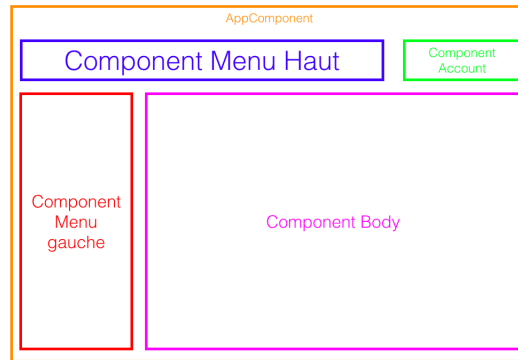 AppComponent
Component Menu Haut
Component
Account
Component
Menu
gauche
Component Body